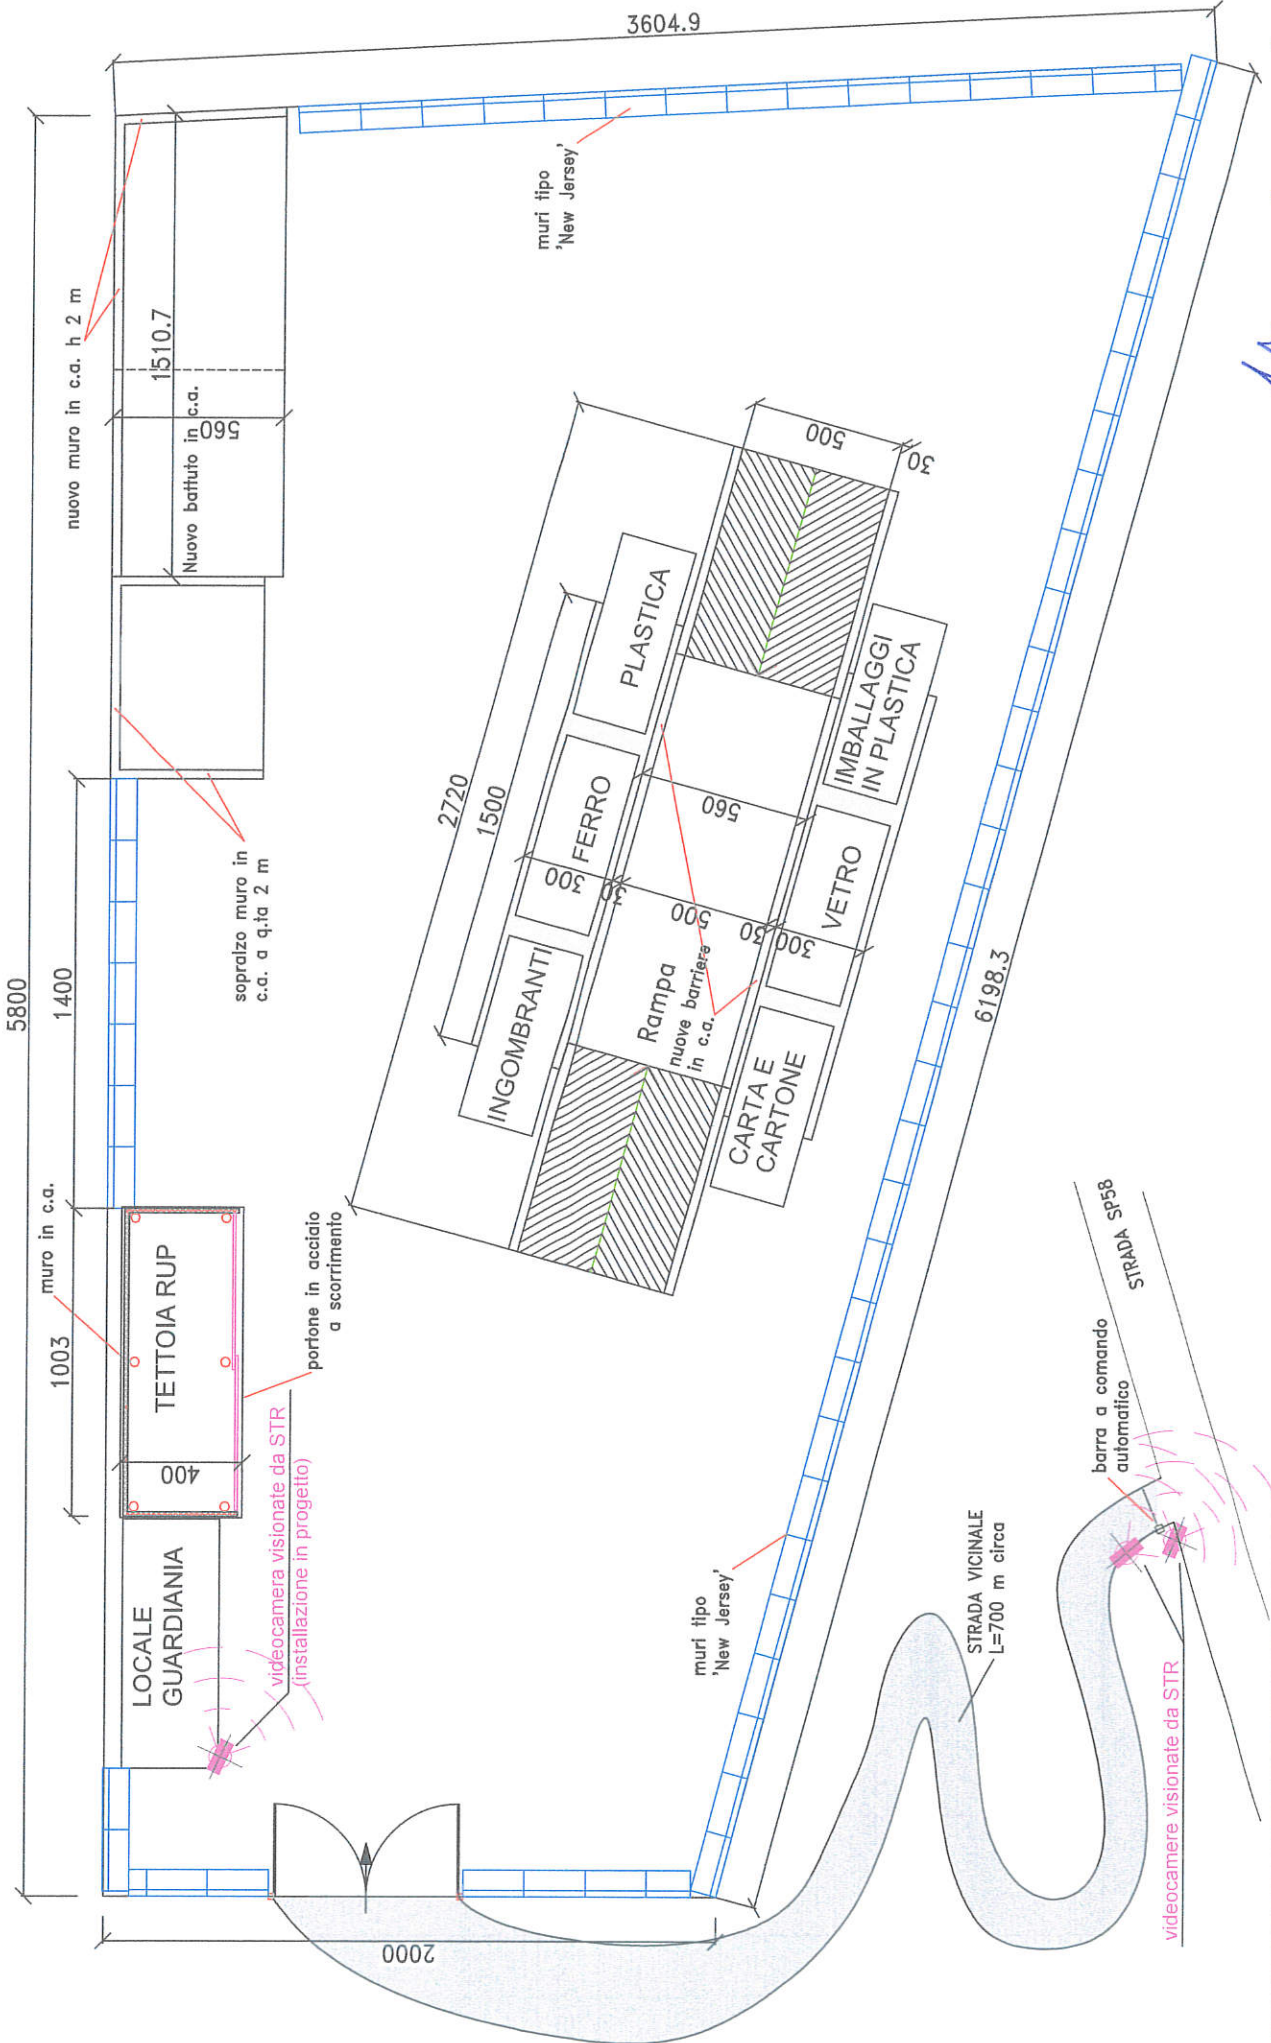 3604.9
5800
nuovo muro in c.a. h 2 m
1510.7
Nuovo battuto in c.a.
560
muri tipo
'New Jersey'
1400
sopralzo muro in
c.a. a q.ta 2 m
muro in c.a.
1003
TETTOIA RUP
400
portone in acciaio
a scorrimento
LOCALE
GUARDIANIA
videocamera visionate da STR
(installazione in progetto)
2000
2720
1500
500
30
PLASTICA
FERRO
INGOMBRANTI
300
30
500
30
300
560
Rampa
nuove barriere
in c.a.
IMBALLAGGI
IN PLASTICA
VETRO
CARTA E
CARTONE
6198.3
muri tipo
'New Jersey'
STRADA VICINALE
L=700 m circa
barra a comando
automatico
STRADA SP58
videocamere visionate da STR